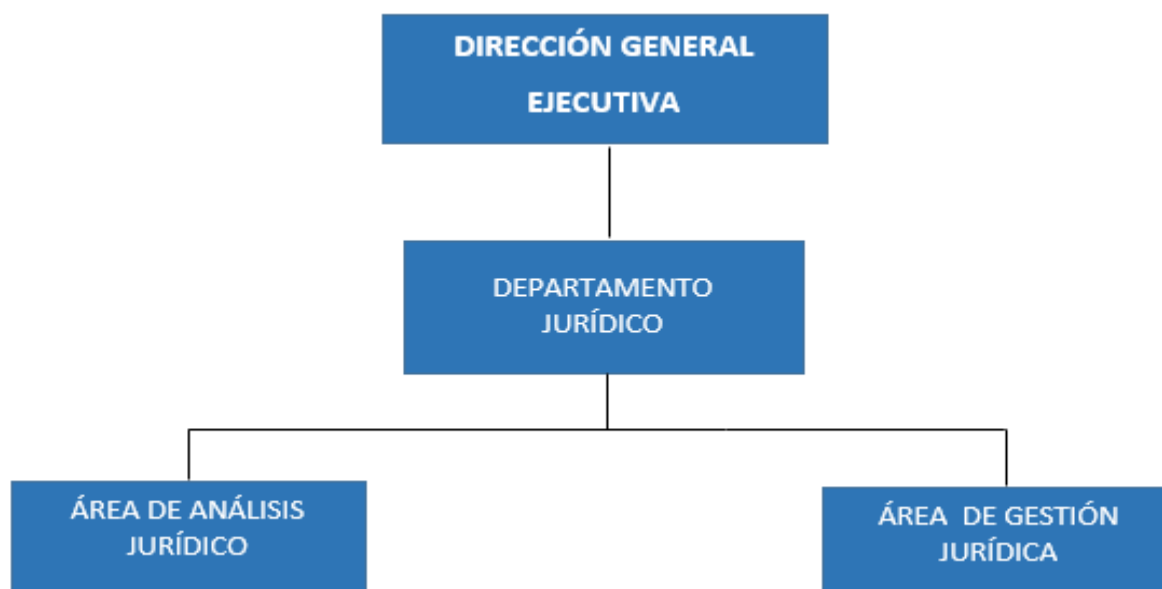 DIRECCIÓN GENERAL
EJECUTIVA
DEPARTAMENTO
JURÍDICO
ÁREA DE ANÁLISIS
JURÍDICO
ÁREA DE GESTIÓN
JURÍDICA